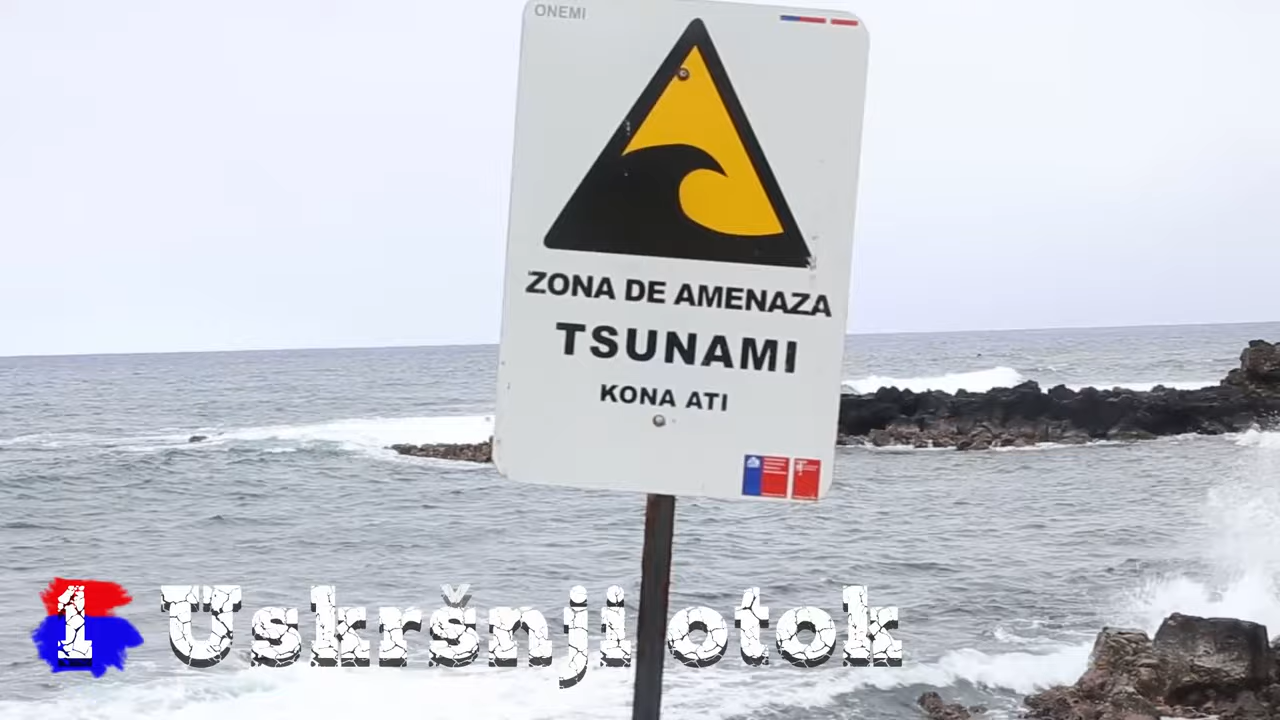 ONEMI
ZONA DE AMENAZA
TSUNAMI
KONA ATI
1 Uskršnji otok